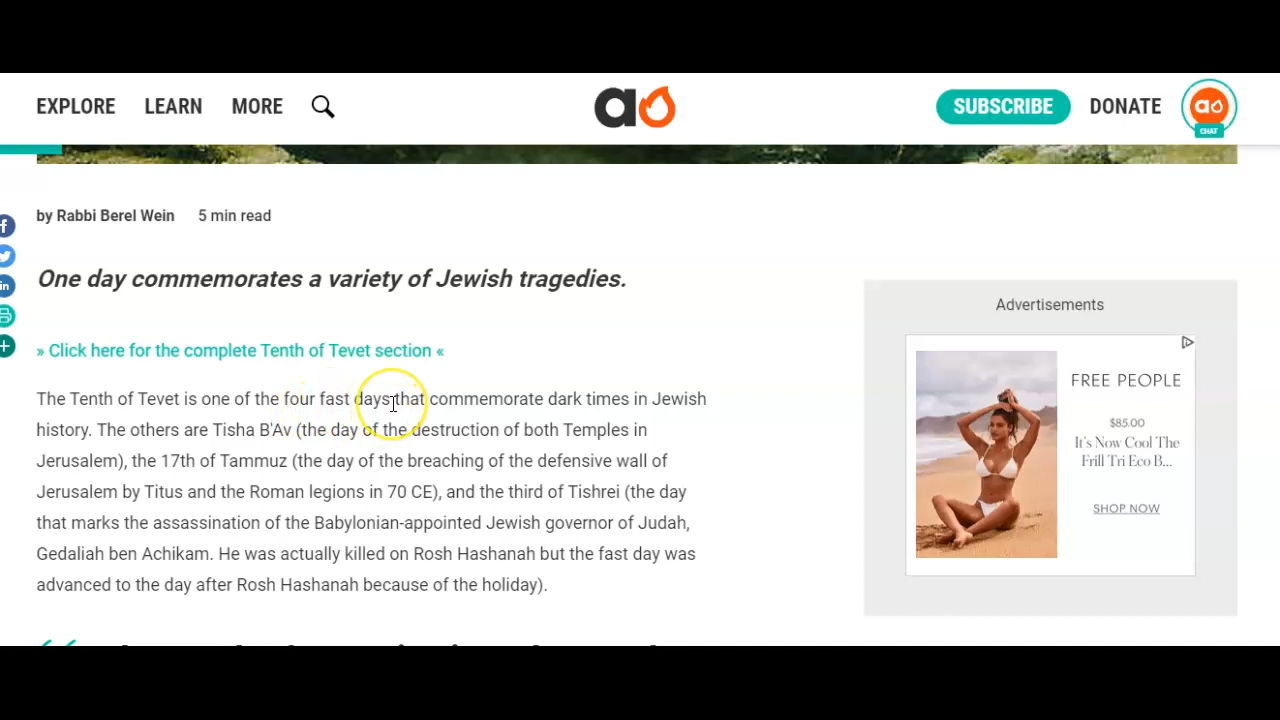 EXPLORE LEARN MORE
ao
SUBSCRIBE DONATE
ao
CHAT
by Rabbi Berel Wein 5 min read
One day commemorates a variety of Jewish tragedies.
» Click here for the complete Tenth of Tevet section «
The Tenth of Tevet is one of the four fast days that commemorate dark times in Jewish
history. The others are Tisha B'Av (the day of the destruction of both Temples in
Jerusalem), the 17th of Tammuz (the day of the breaching of the defensive wall of
Jerusalem by Titus and the Roman legions in 70 CE), and the third of Tishrei (the day
that marks the assassination of the Babylonian-appointed Jewish governor of Judah,
Gedaliah ben Achikam. He was actually killed on Rosh Hashanah but the fast day was
advanced to the day after Rosh Hashanah because of the holiday).
Advertisements
FREE PEOPLE
$85.00
It's Now Cool The
Frill Tri Eco B...
SHOP NOW